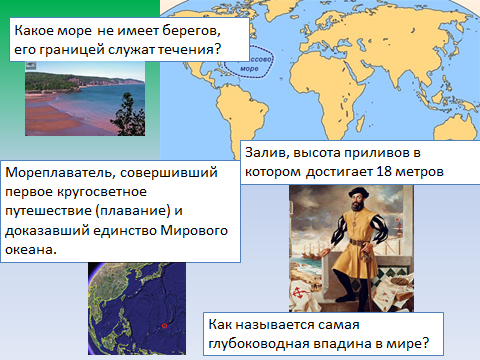 Какое море не имеет берегов,
его границей служат течения?
море
Залив, высота приливов в
котором достигает 18 метров
Мореплаватель, совершивший
первое кругосветное
путешествие (плавание) и
доказавший единство Мирового
океана.
Как называется самая
глубоководная впадина в мире?